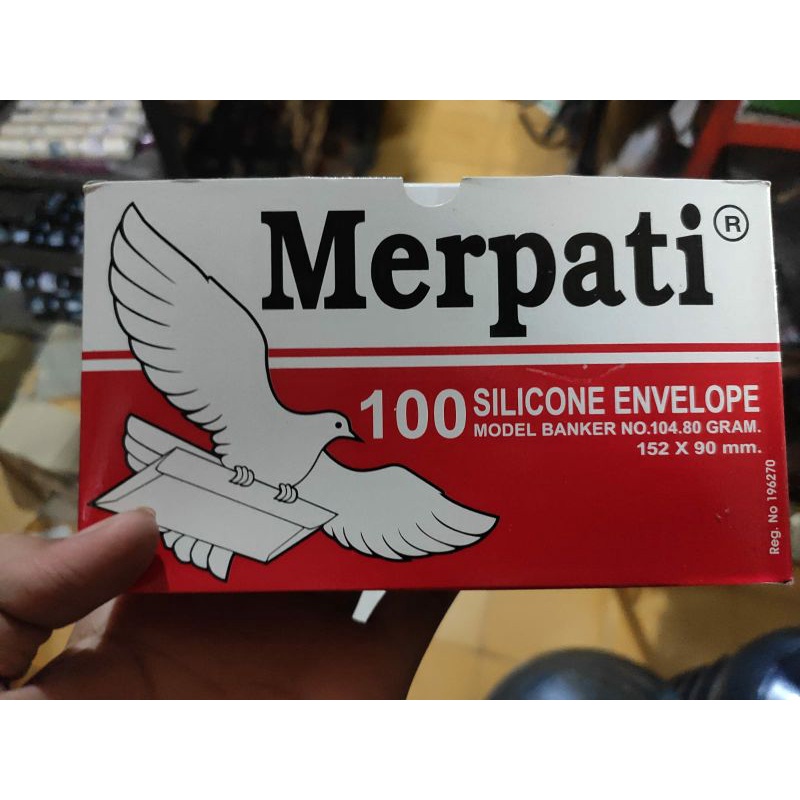 Merpati®
100 SILICONE ENVELOPE
MODEL BANKER NO.104.80 GRAM.
152 X 90 mm.
Reg. No 196270